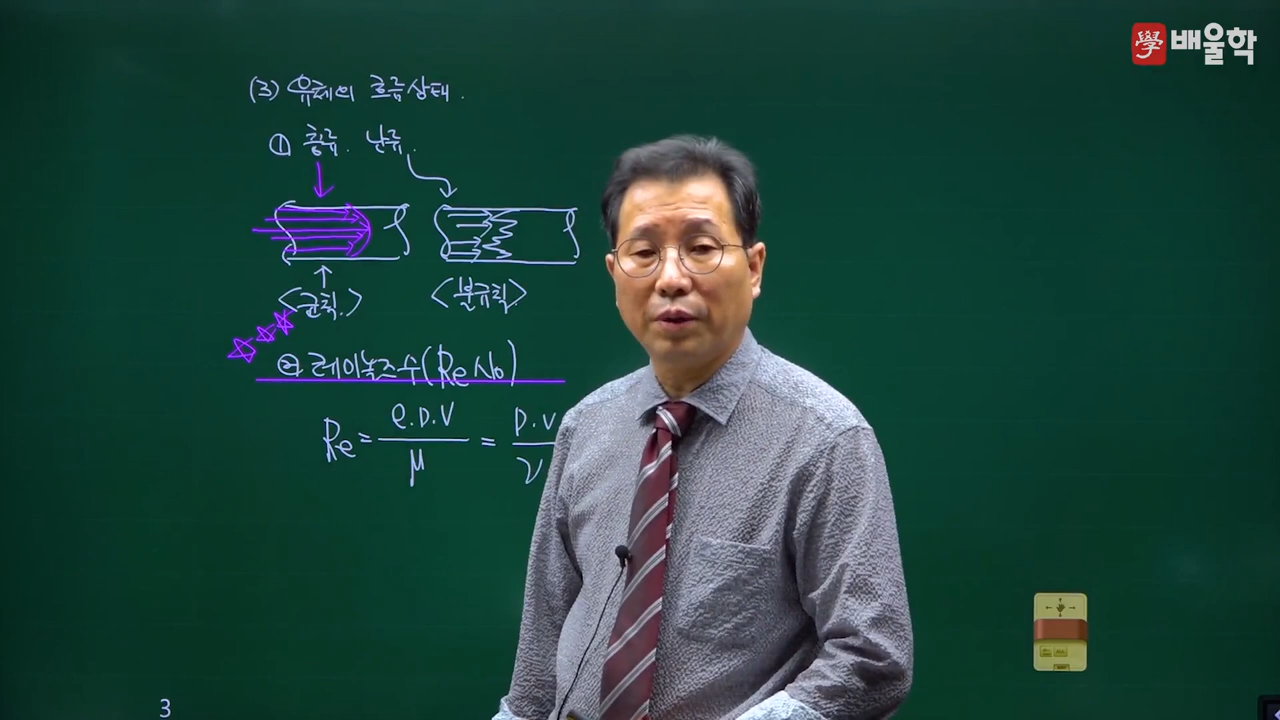 學 배울학
(3) 유체의 흐름상태.
① 층류. 난류.
<균칙.> <불규칙>
② 레이놀즈수(Re No)
Re = ρ.D.V / μ = D.V / ν
3